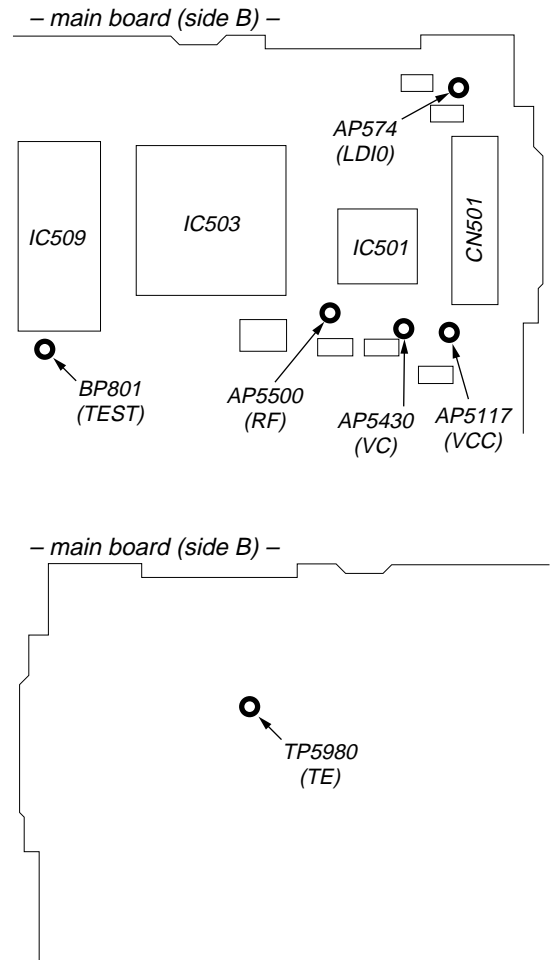 – main board (side B) –
AP574
(LDI0)
IC509
IC503
IC501
CN501
BP801
(TEST)
AP5500
(RF)
AP5430
(VC)
AP5117
(VCC)
– main board (side B) –
TP5980
(TE)